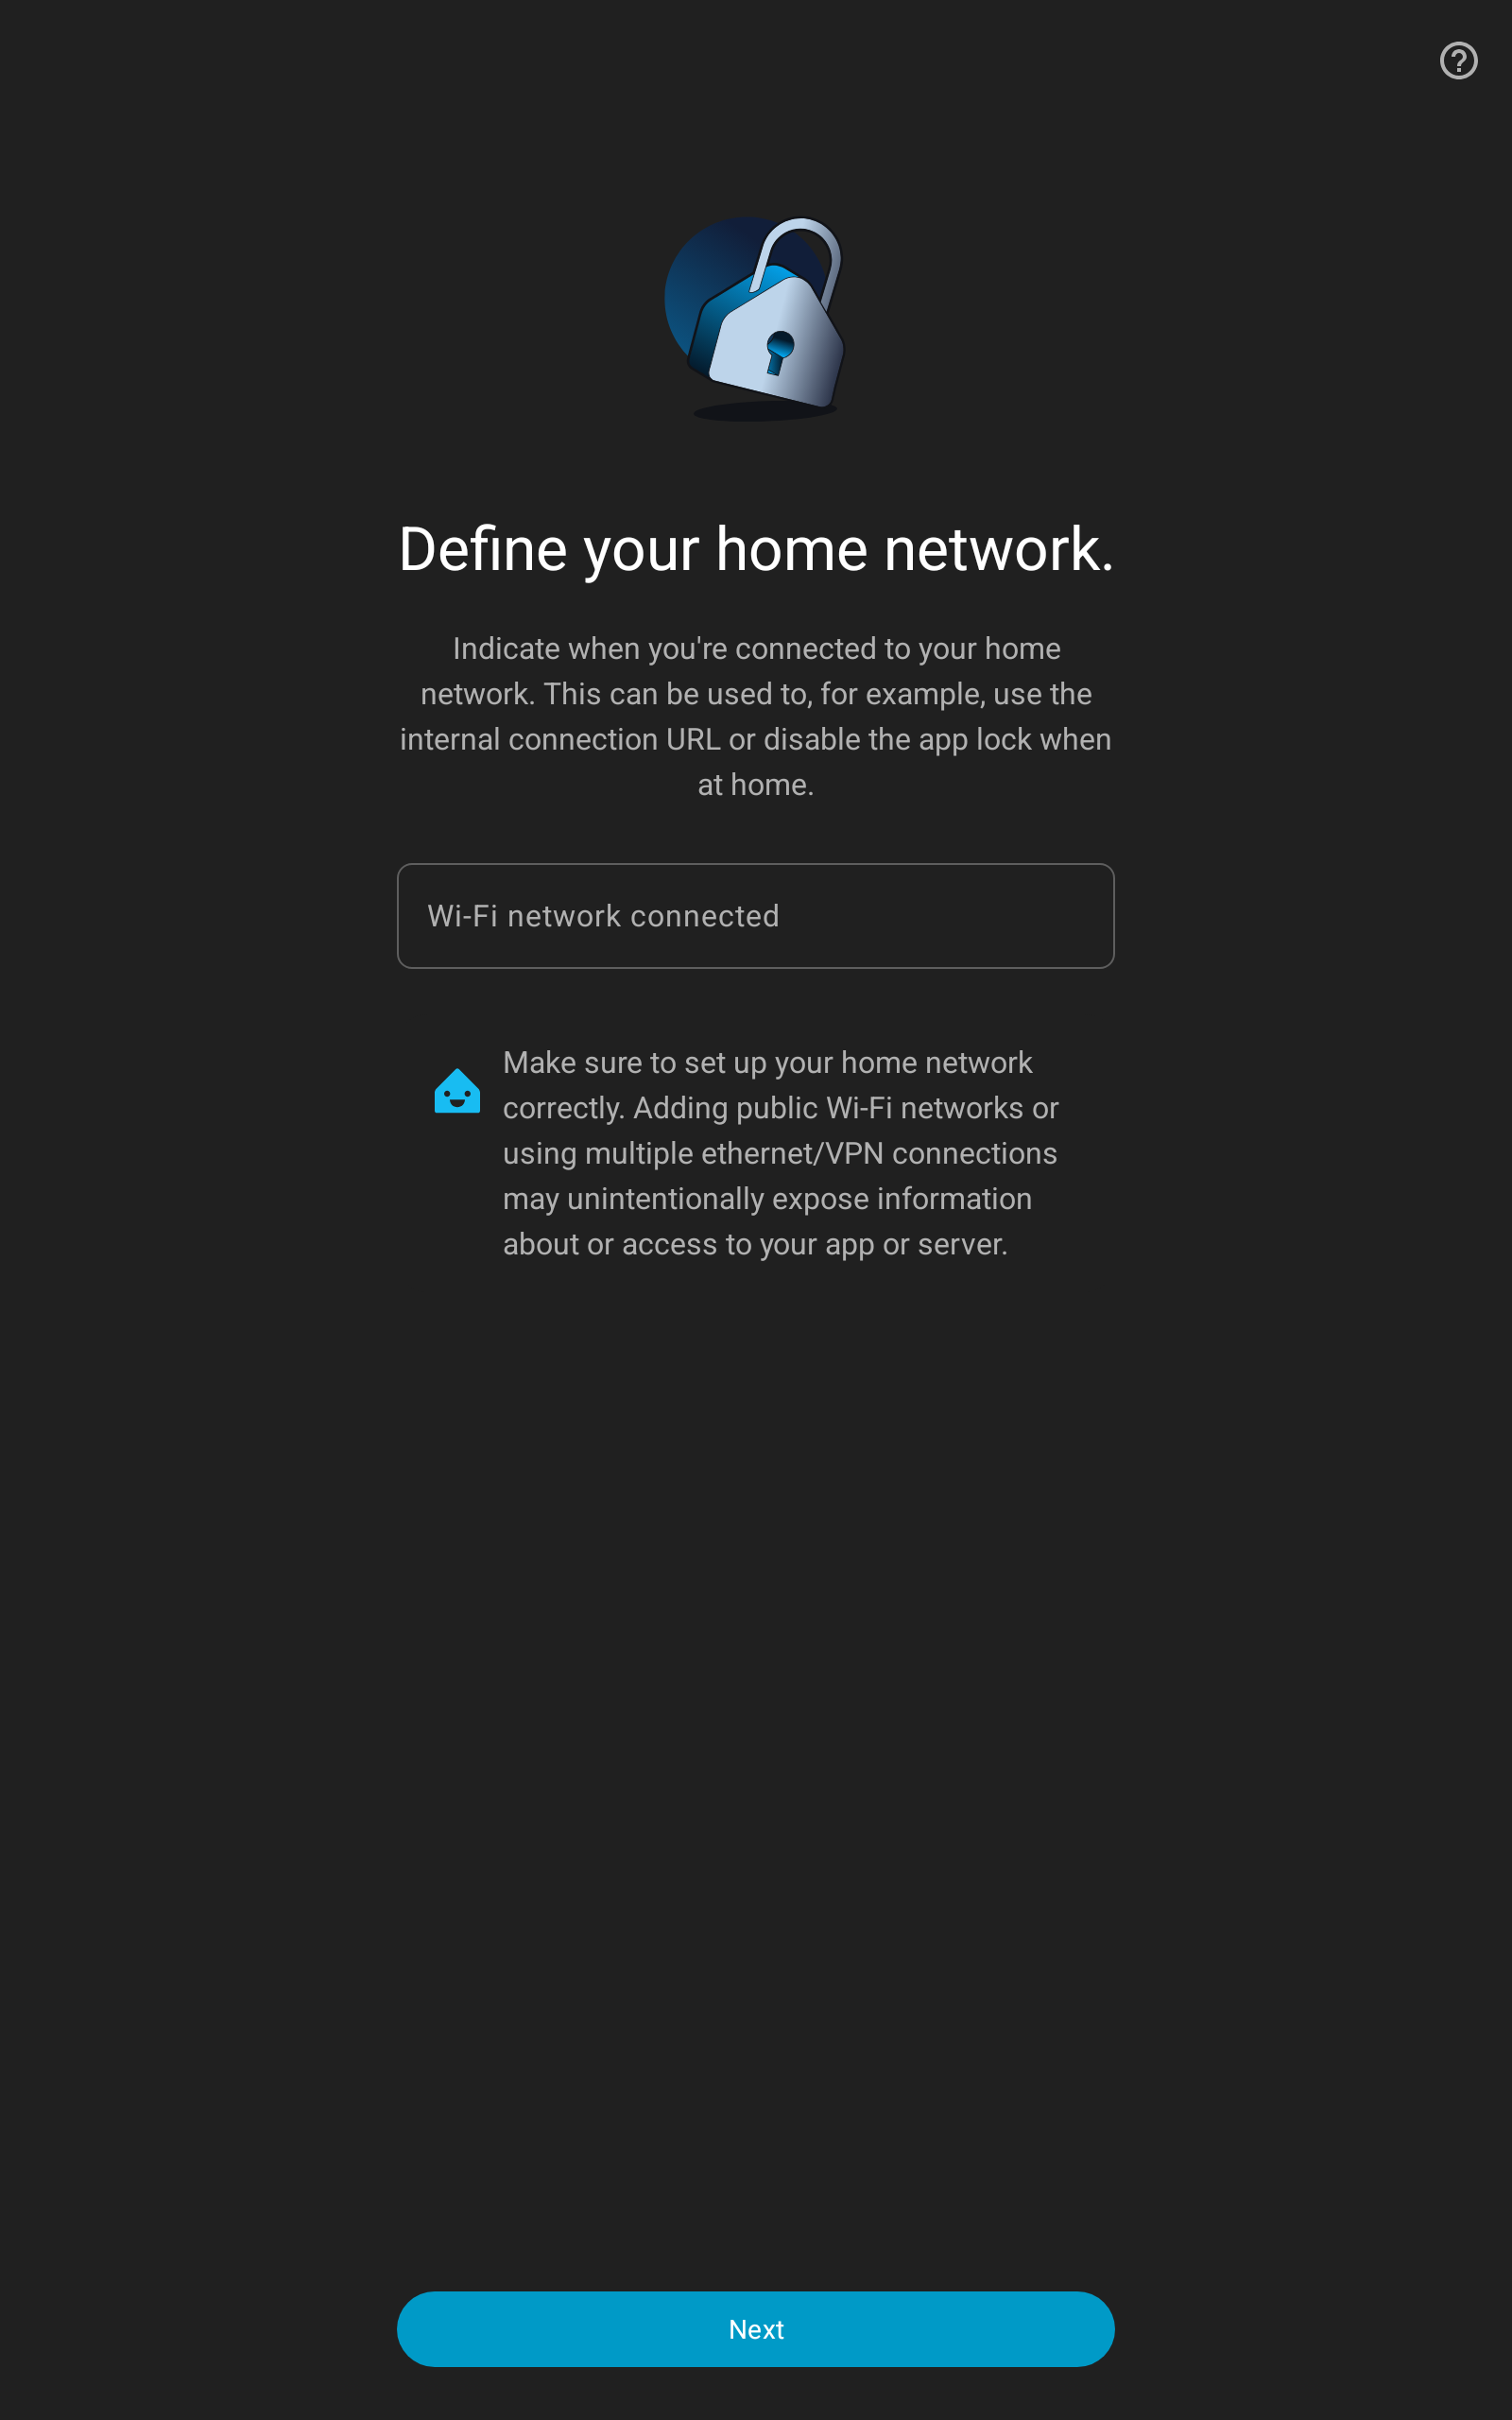 Define your home network.
Indicate when you're connected to your home
network. This can be used to, for example, use the
internal connection URL or disable the app lock when
at home.
Wi-Fi network connected
Make sure to set up your home network
correctly. Adding public Wi-Fi networks or
using multiple ethernet/VPN connections
may unintentionally expose information
about or access to your app or server.
Next